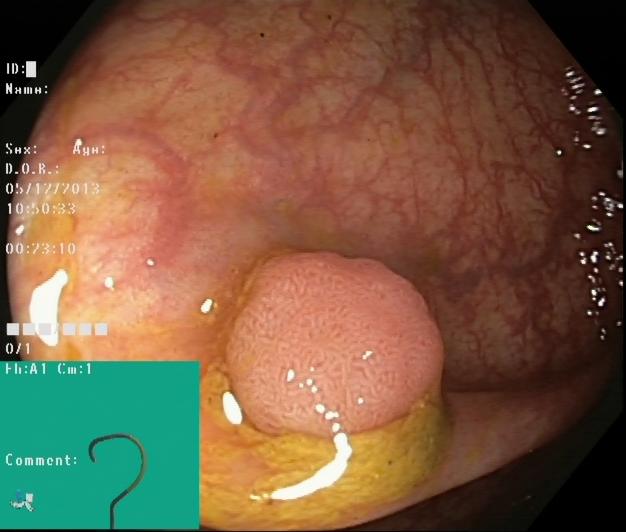 ID:
Name:
Sex: Age:
D.O.B.:
05/12/2013
10:50:33
00:23:10
0/1
Eh:A1 Cm:1
Comment: